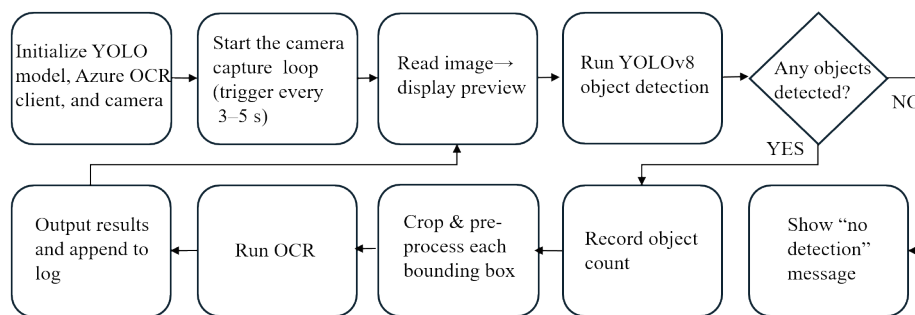 Initialize YOLO
model, Azure OCR
client, and camera
Start the camera
capture loop
(trigger every
3–5 s)
Read image→
display preview
Run YOLOv8
object detection
Any objects
detected?
NO
YES
Output results
and append to
log
Run OCR
Crop & pre-
process each
bounding box
Record object
count
Show “no
detection”
message